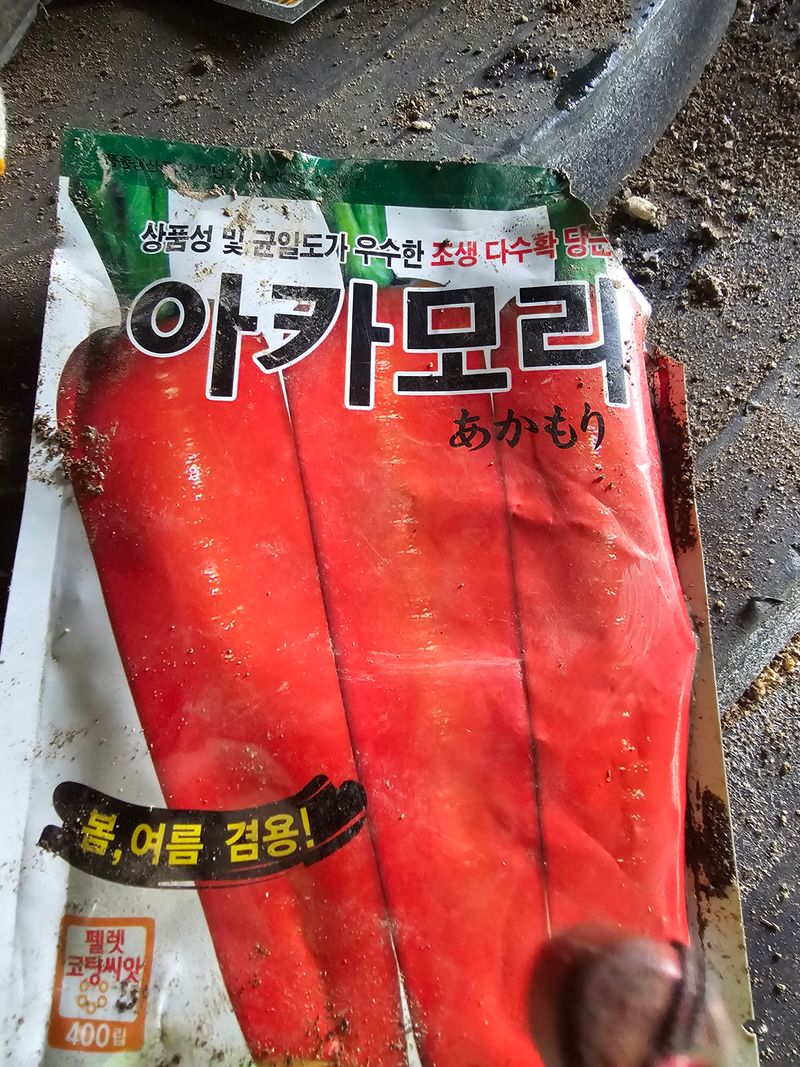 상품성 및 균일도가 우수한 조생 다수확 당근
아카모리
あかもり
봄, 여름 겸용!
펠렛
코팅씨앗
400립